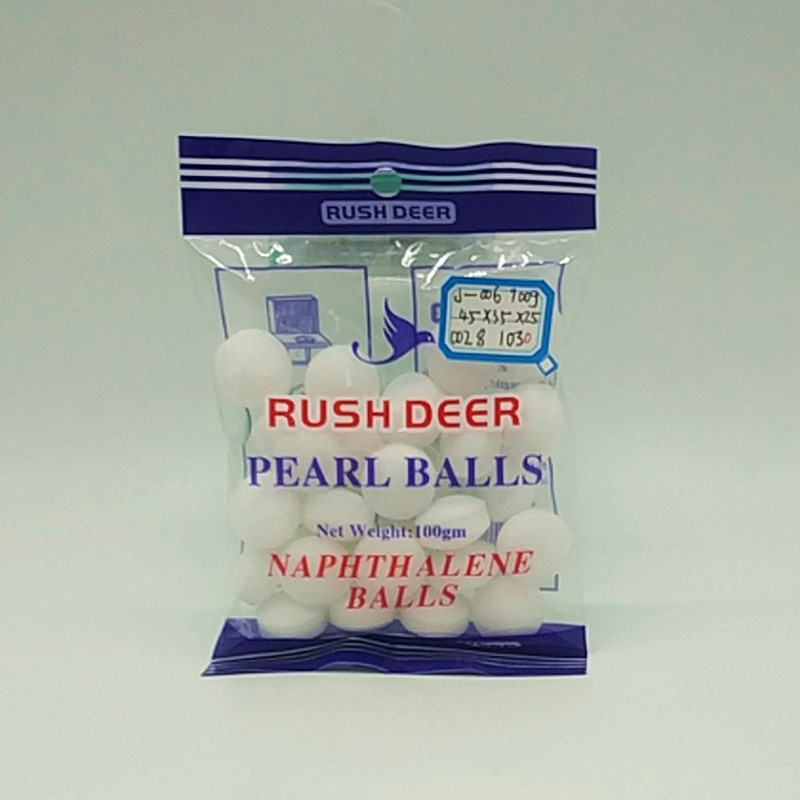 RUSH DEER
J-006 100g
45X35X25
0028 1030
RUSH DEER
PEARL BALLS
Net Weight:100gm
NAPHTHALENE
BALLS